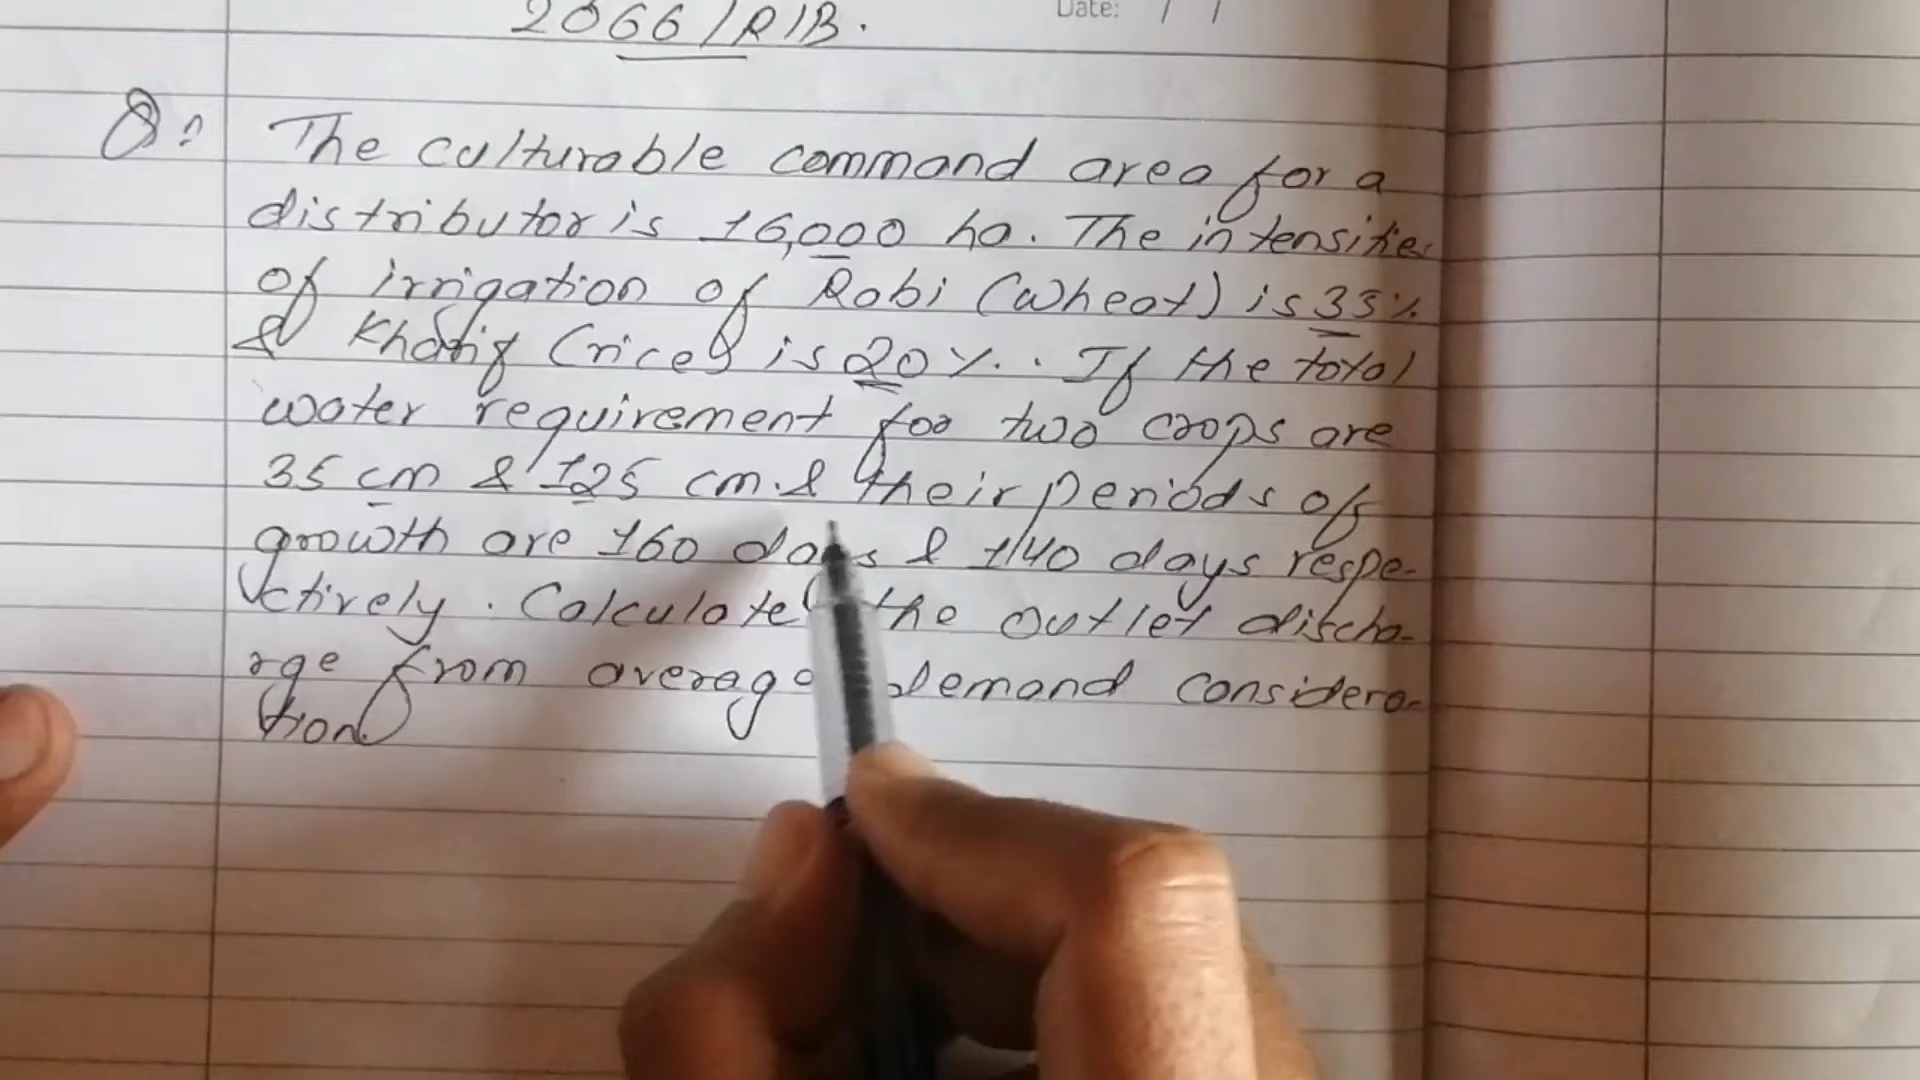 2066/R/B.
Date: / /
Q: The culturable command area for a
distributor is 16,000 ha. The intensities
of irrigation of Rabi (wheat) is 35%
& Kharif (rice) is 20%. If the total
water requirement for two crops are
35 cm & 125 cm. & their periods of
growth are 160 days & 140 days respe-
ctively. Calculate the outlet discha-
rge from average demand considera-
tion.